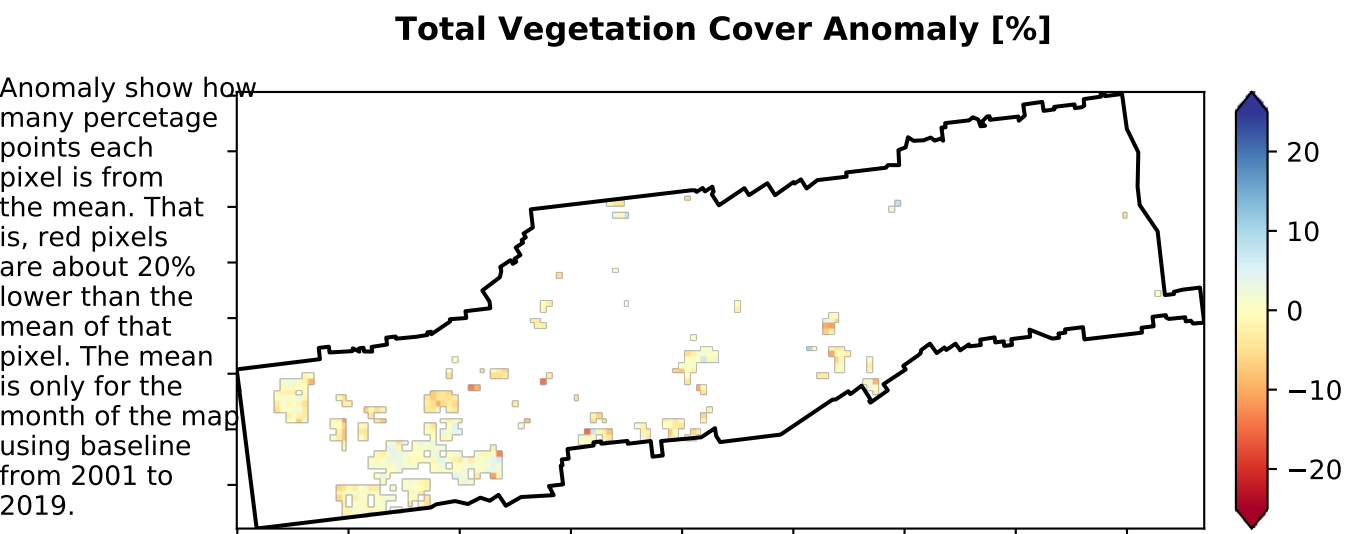 Total Vegetation Cover Anomaly [%]
Anomaly show how
many percetage
points each
pixel is from
the mean. That
is, red pixels
are about 20%
lower than the
mean of that
pixel. The mean
is only for the
month of the map
using baseline
from 2001 to
2019.
20
10
0
−10
−20